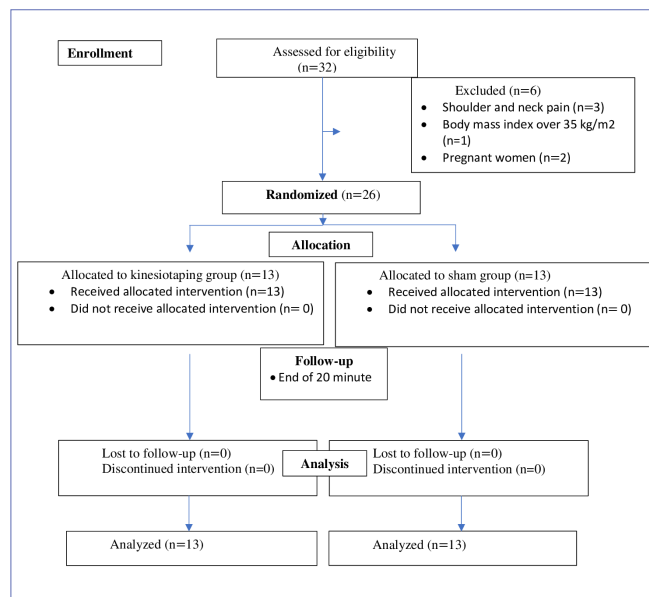 Enrollment
Assessed for eligibility
(n=32)
Excluded (n=6)
• Shoulder and neck pain (n=3)
• Body mass index over 35 kg/m2
(n=1)
• Pregnant women (n=2)
Randomized (n=26)
Allocation
Allocated to kinesiotaping group (n=13)
• Received allocated intervention (n=13)
• Did not receive allocated intervention (n= 0)
Allocated to sham group (n=13)
• Received allocated intervention (n=13)
• Did not receive allocated intervention (n= 0)
Follow-up
• End of 20 minute
Lost to follow-up (n=0)
Discontinued intervention (n=0)
Analysis
Lost to follow-up (n=0)
Discontinued intervention (n=0)
Analyzed (n=13)
Analyzed (n=13)